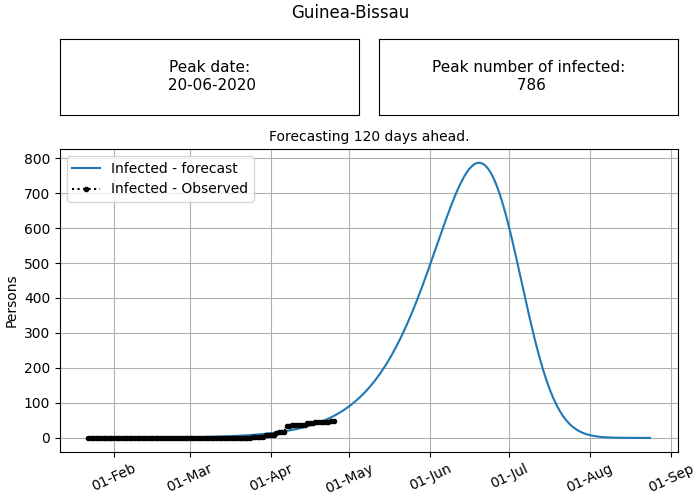 Guinea-Bissau
Peak date:
20-06-2020
Peak number of infected:
786
Forecasting 120 days ahead.
Infected - forecast
Infected - Observed
800
700
600
500
400
300
200
100
0
Persons
01-Feb
01-Mar
01-Apr
01-May
01-Jun
01-Jul
01-Aug
01-Sep